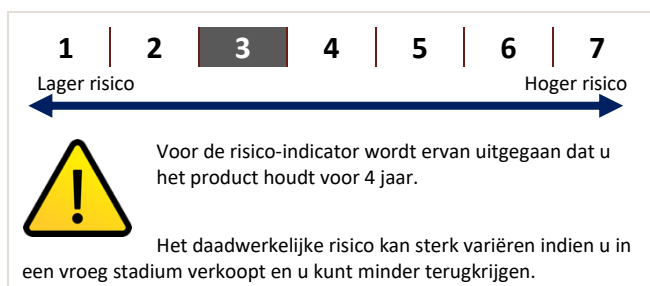 1 2 3 4 5 6 7
Lager risico Hoger risico
Voor de risico-indicator wordt ervan uitgegaan dat u
het product houdt voor 4 jaar.
Het daadwerkelijke risico kan sterk variëren indien u in
een vroeg stadium verkoopt en u kunt minder terugkrijgen.